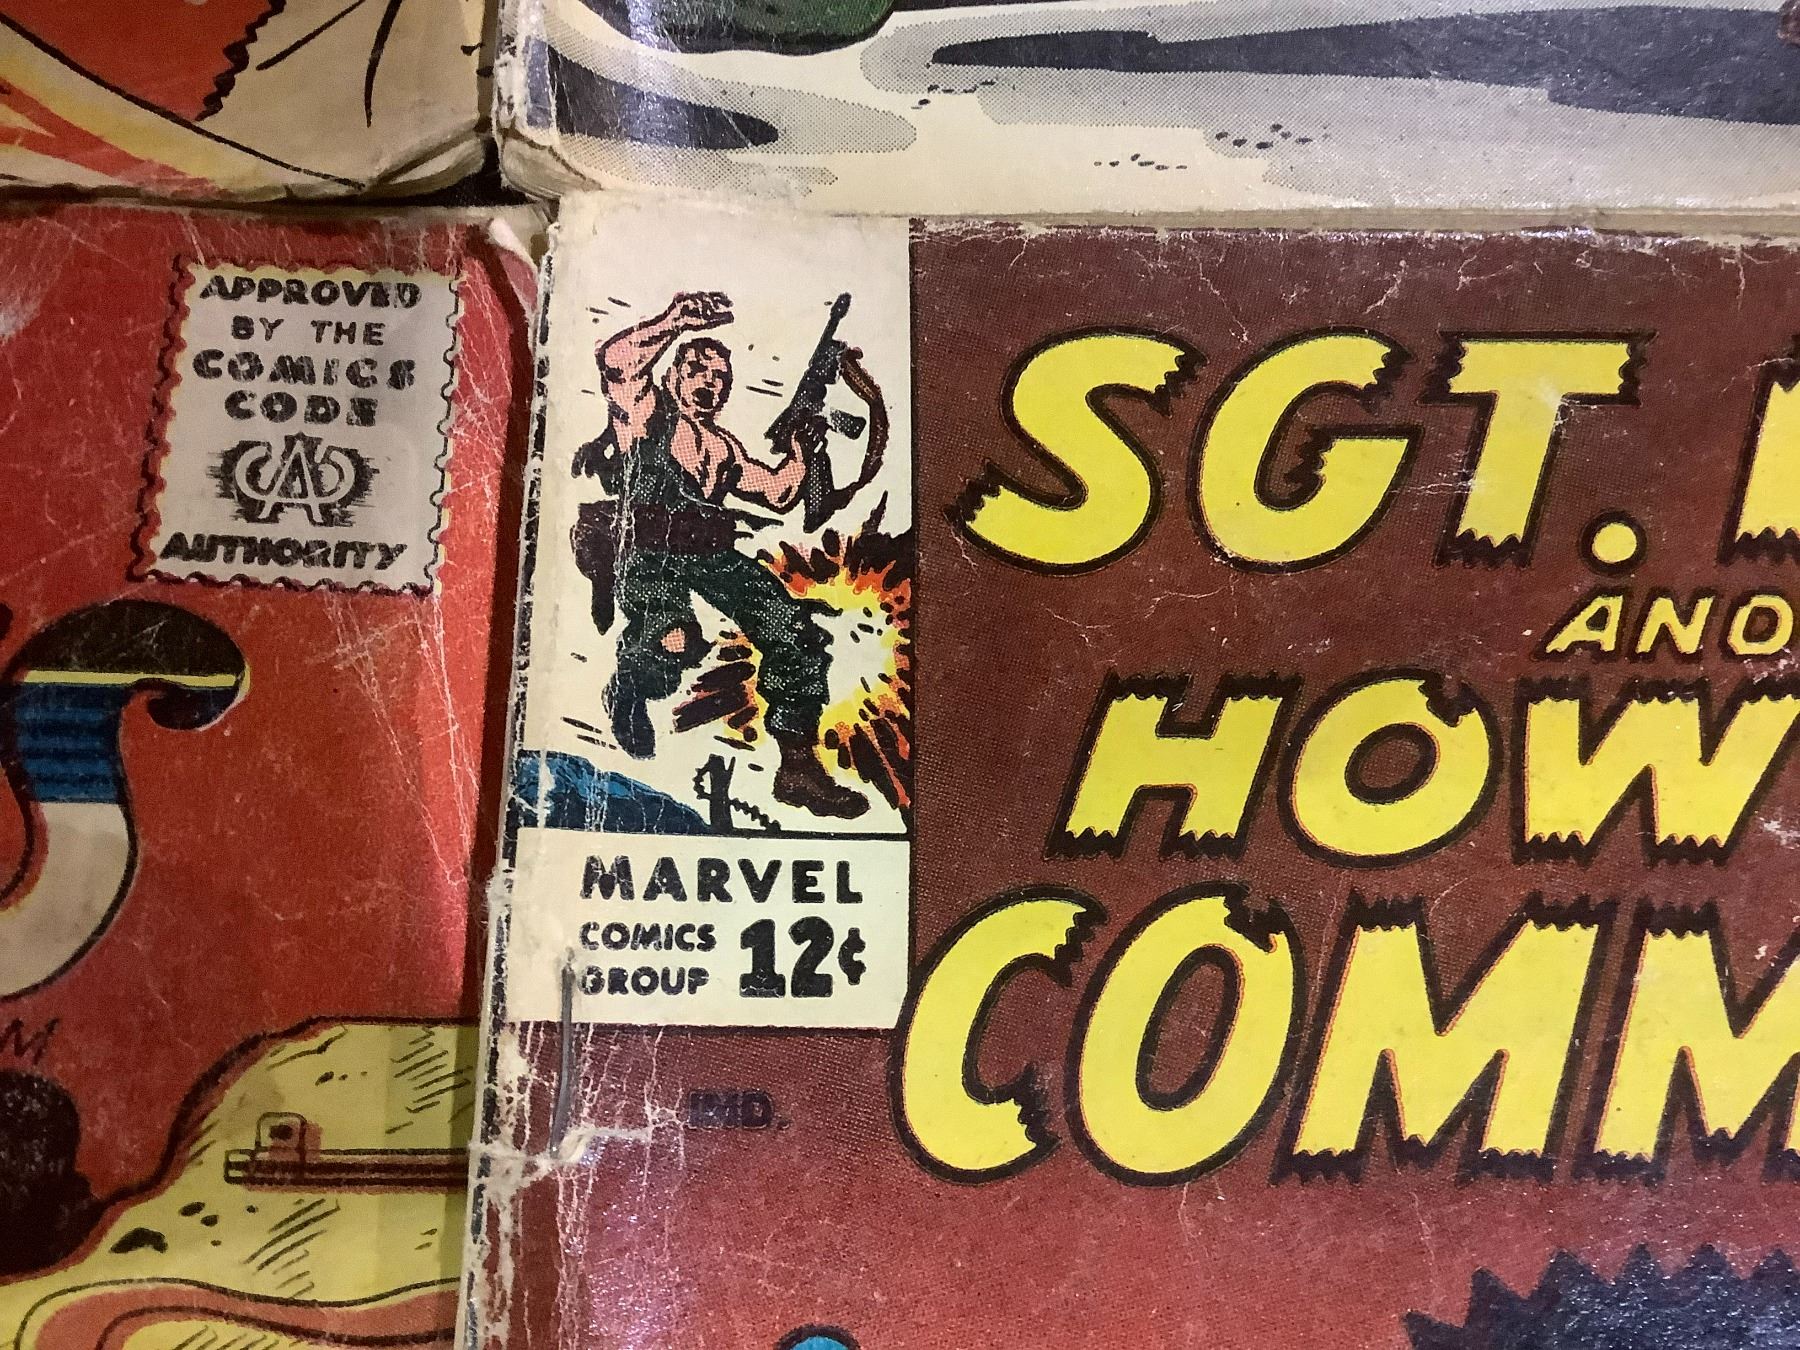 APPROVED
BY THE
COMICS
CODE
CA
AUTHORITY
M
MARVEL
COMICS
GROUP
12¢
IND.
SGT.
AND
HOW
COMM